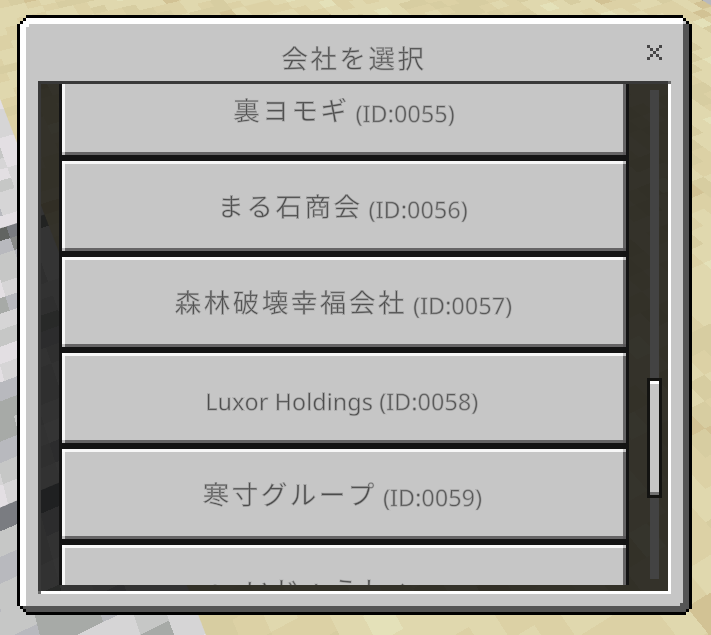 会社を選択
裏ヨモギ (ID:0055)
まる石商会 (ID:0056)
森林破壊幸福会社 (ID:0057)
Luxor Holdings (ID:0058)
寒寸グループ (ID:0059)